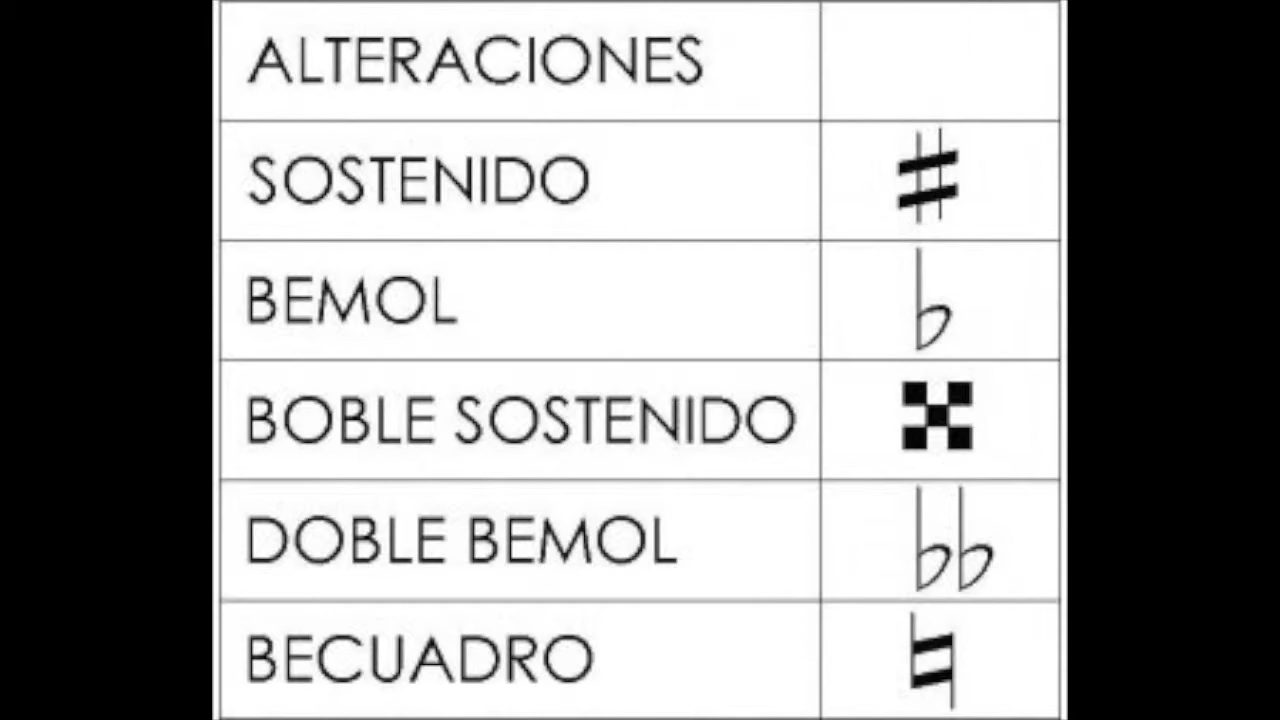 ALTERACIONES
SOSTENIDO ♯
BEMOL ♭
BOBLE SOSTENIDO 𝄪
DOBLE BEMOL 𝄫
BECUADRO ♮